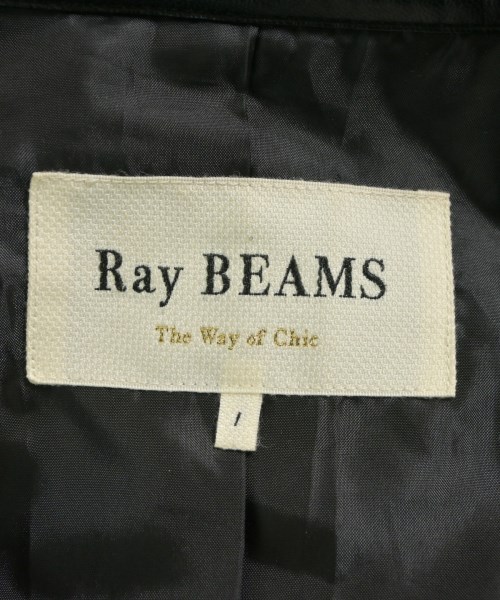 Ray BEAMS
The Way of Chic
1